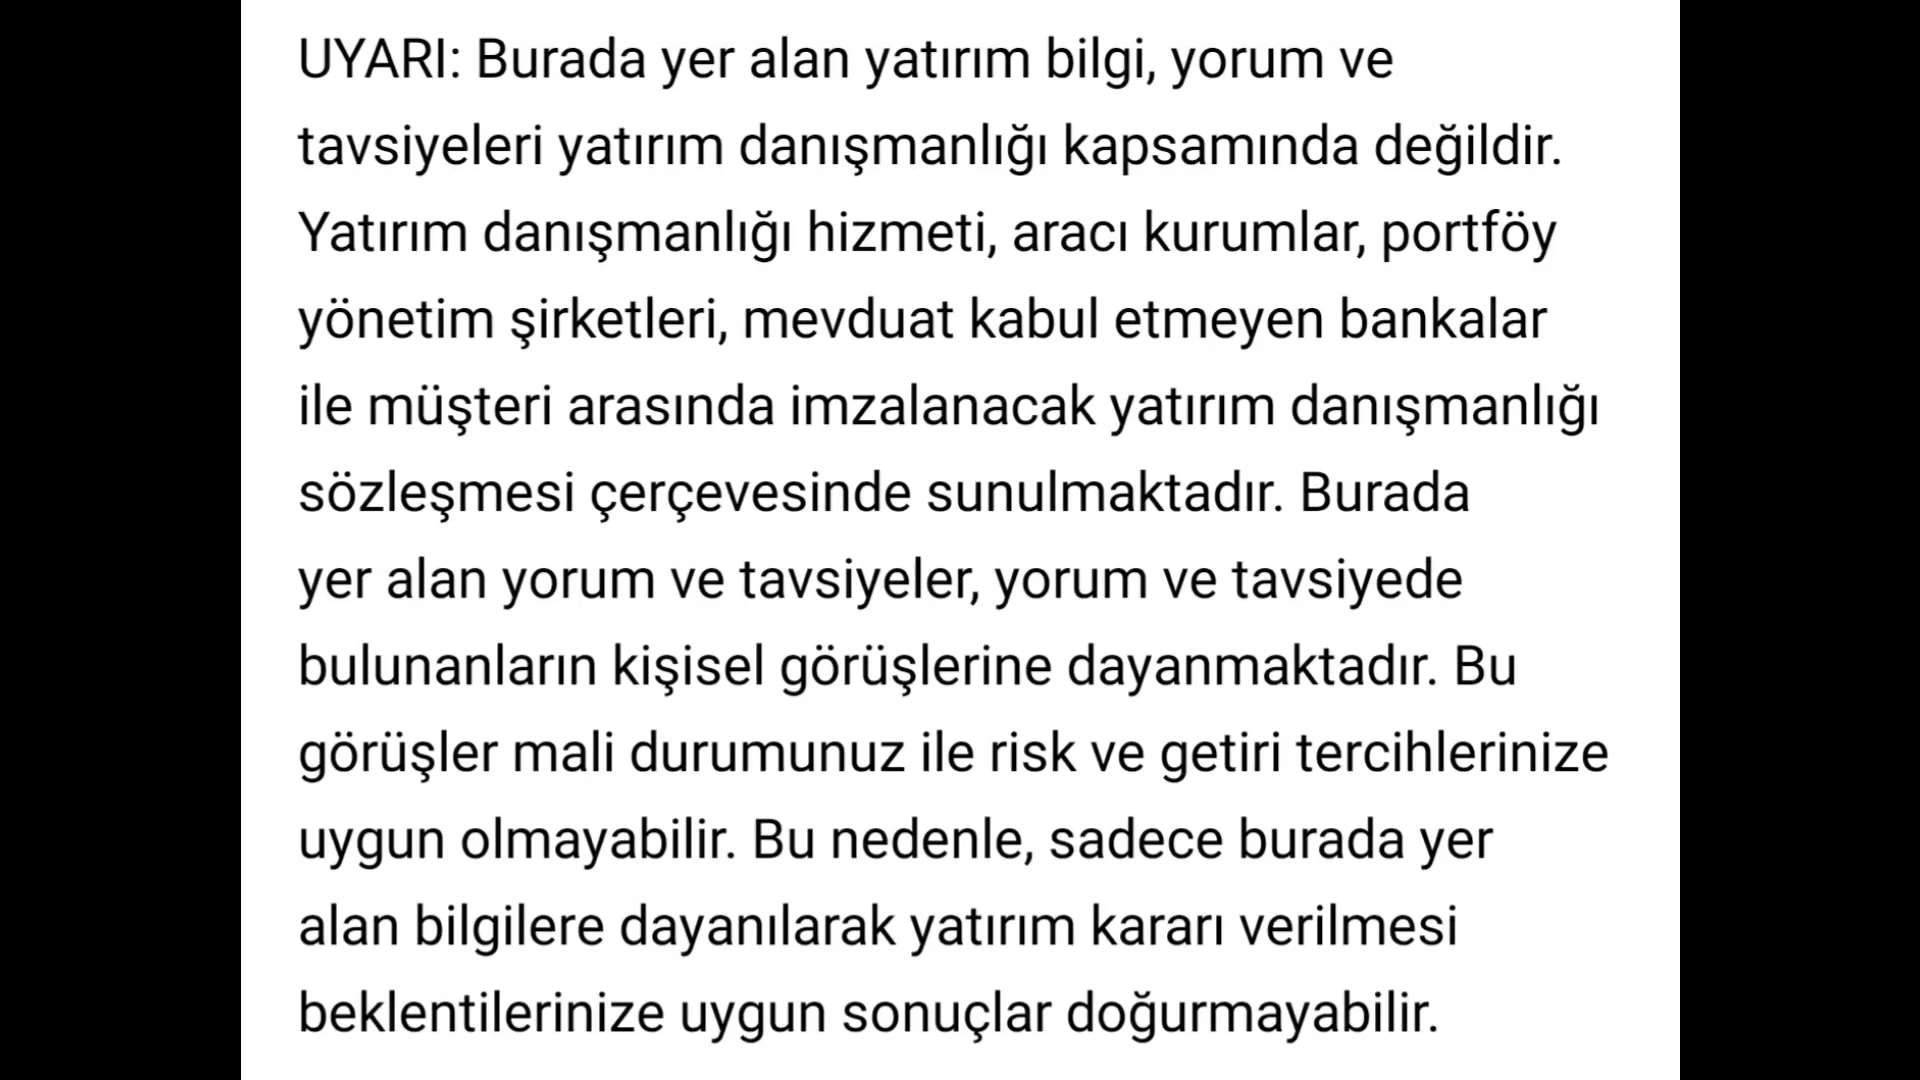 UYARI: Burada yer alan yatırım bilgi, yorum ve
tavsiyeleri yatırım danışmanlığı kapsamında değildir.
Yatırım danışmanlığı hizmeti, aracı kurumlar, portföy
yönetim şirketleri, mevduat kabul etmeyen bankalar
ile müşteri arasında imzalanacak yatırım danışmanlığı
sözleşmesi çerçevesinde sunulmaktadır. Burada
yer alan yorum ve tavsiyeler, yorum ve tavsiyede
bulunanların kişisel görüşlerine dayanmaktadır. Bu
görüşler mali durumunuz ile risk ve getiri tercihlerinize
uygun olmayabilir. Bu nedenle, sadece burada yer
alan bilgilere dayanılarak yatırım kararı verilmesi
beklentilerinize uygun sonuçlar doğurmayabilir.